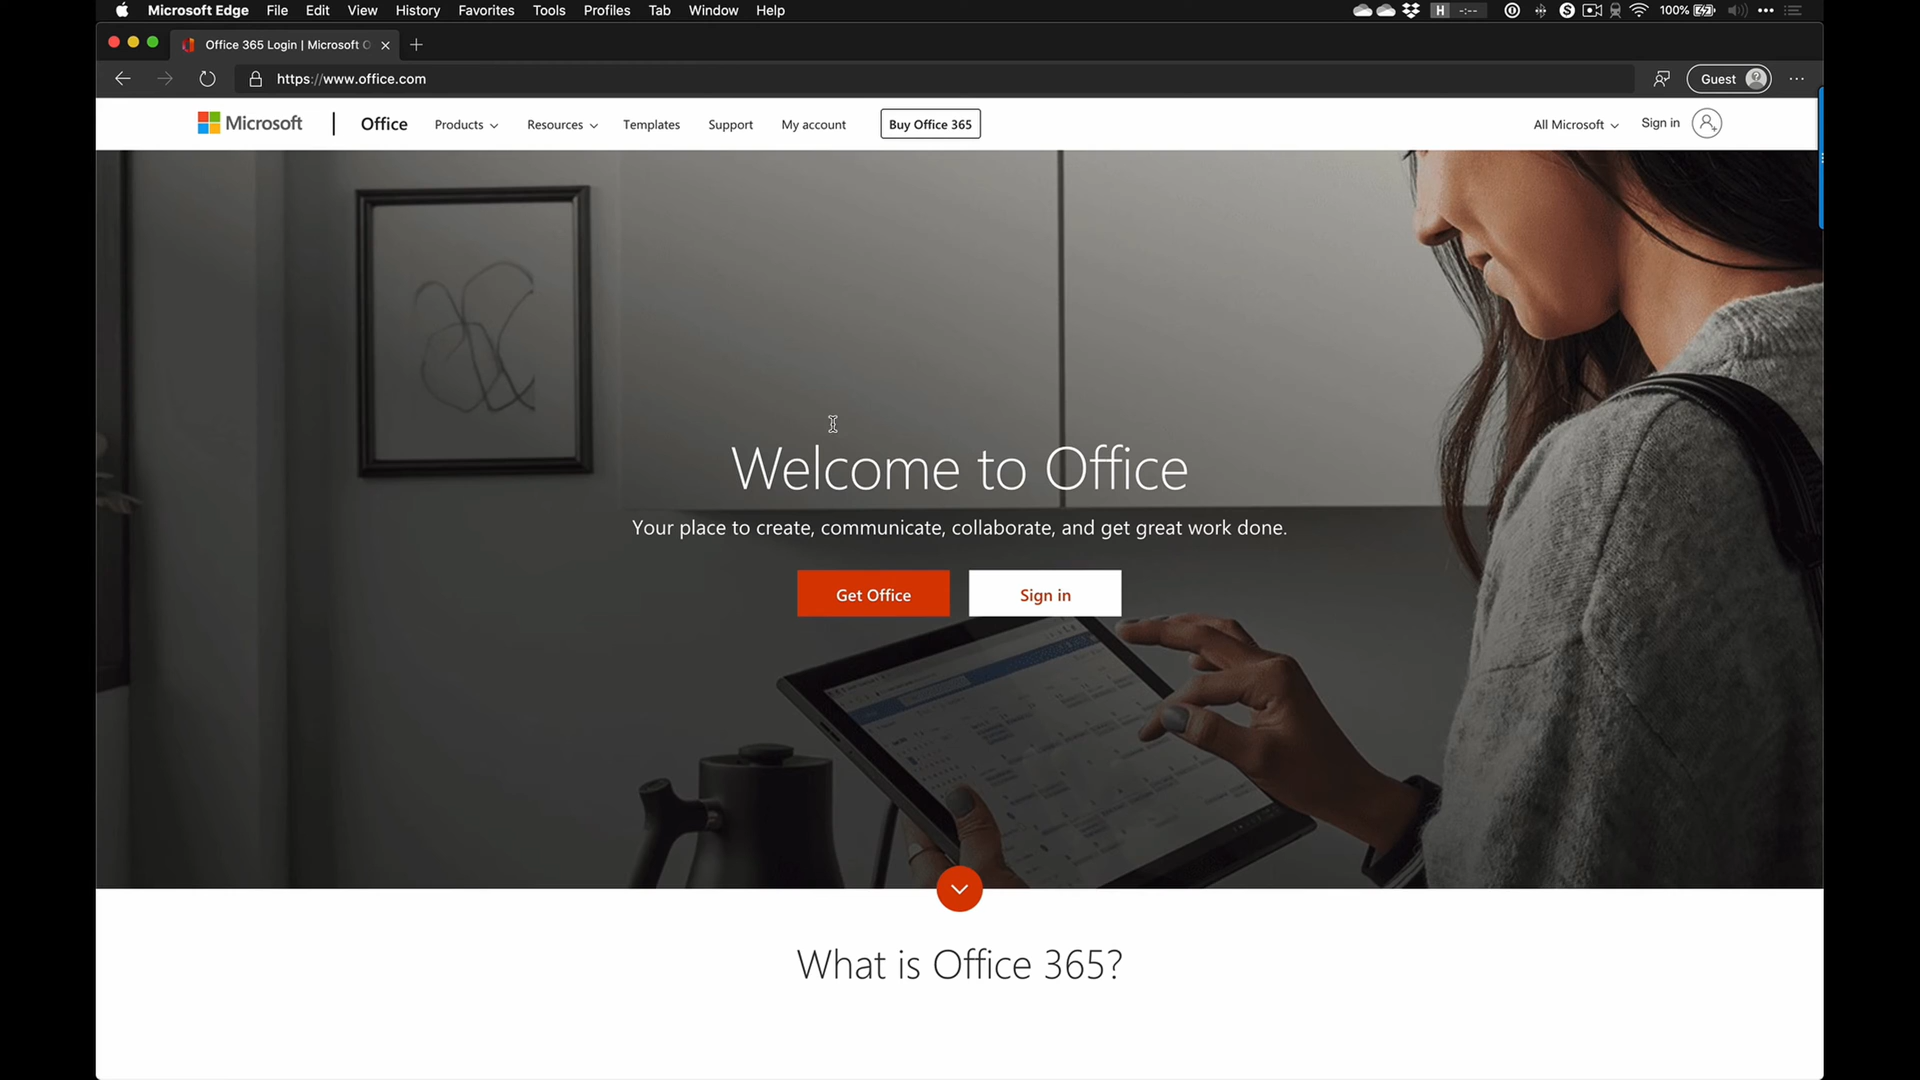 Microsoft Edge File Edit View History Favorites Tools Profiles Tab Window Help H -:-- S 100%
Office 365 Login | Microsoft O
https://www.office.com Guest
Microsoft Office Products Resources Templates Support My account Buy Office 365 All Microsoft Sign in
Welcome to Office
Your place to create, communicate, collaborate, and get great work done.
Get Office Sign in
What is Office 365?